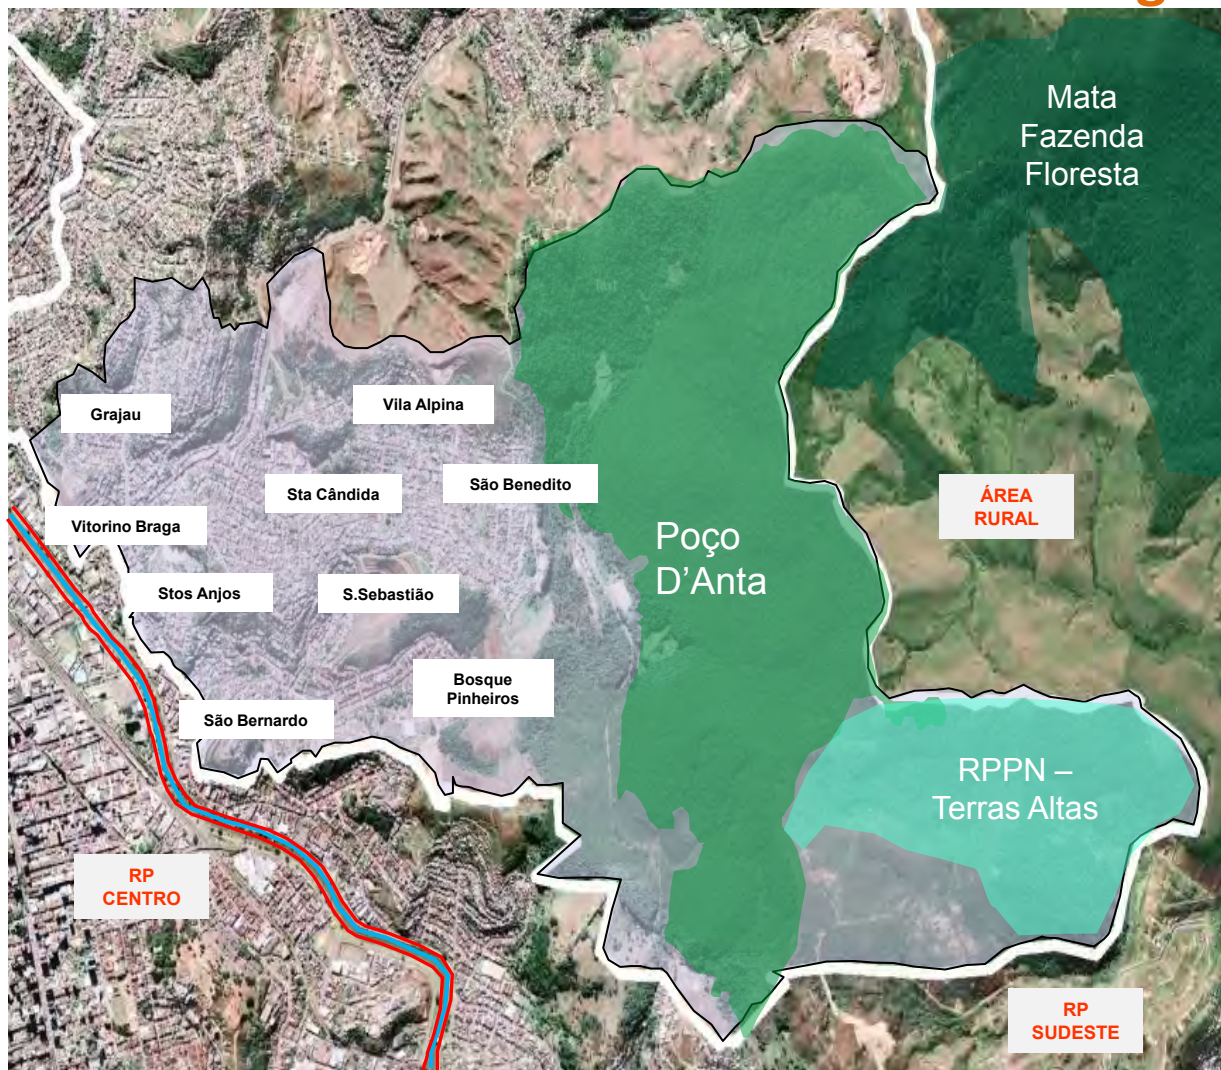 Mata
Fazenda
Floresta
Grajau
Vila Alpina
Sta Cândida
São Benedito
ÁREA
RURAL
Vitorino Braga
Poço
D’Anta
Stos Anjos
S.Sebastião
Bosque
Pinheiros
São Bernardo
RPPN –
Terras Altas
RP
CENTRO
RP
SUDESTE